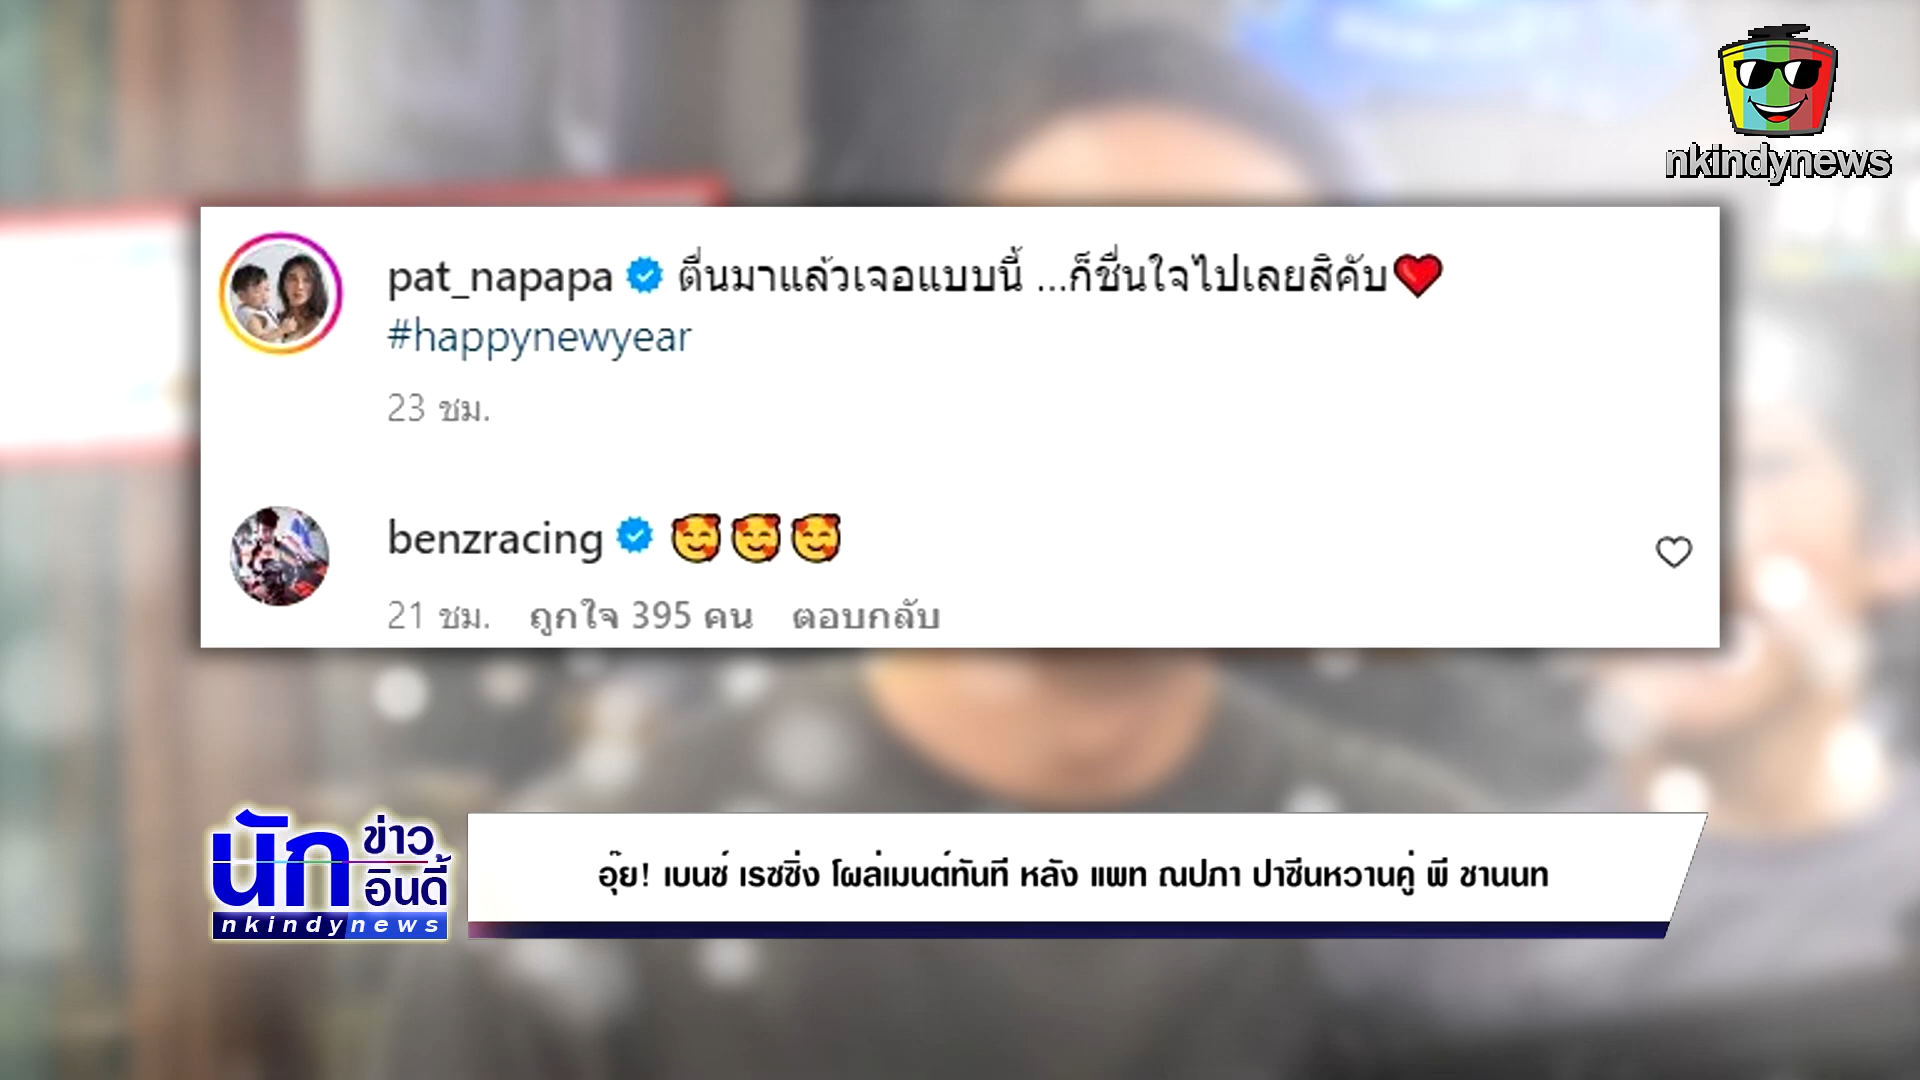 nkindynews
pat_napapa ตื่นมาแล้วเจอแบบนี้ ...ก็ชื่นใจไปเลยสิคับ❤️
#happynewyear
23 ชม.
benzracing 🥰🥰🥰
21 ชม. ถูกใจ 395 คน ตอบกลับ
นักข่าวอินดี้
nkindynews
อุ๊ย! เบนซ์ เรซซิ่ง โผล่เมนต์ทันที หลัง แพท ณปภา ปาซีนหวานคู่ พี ชานนท